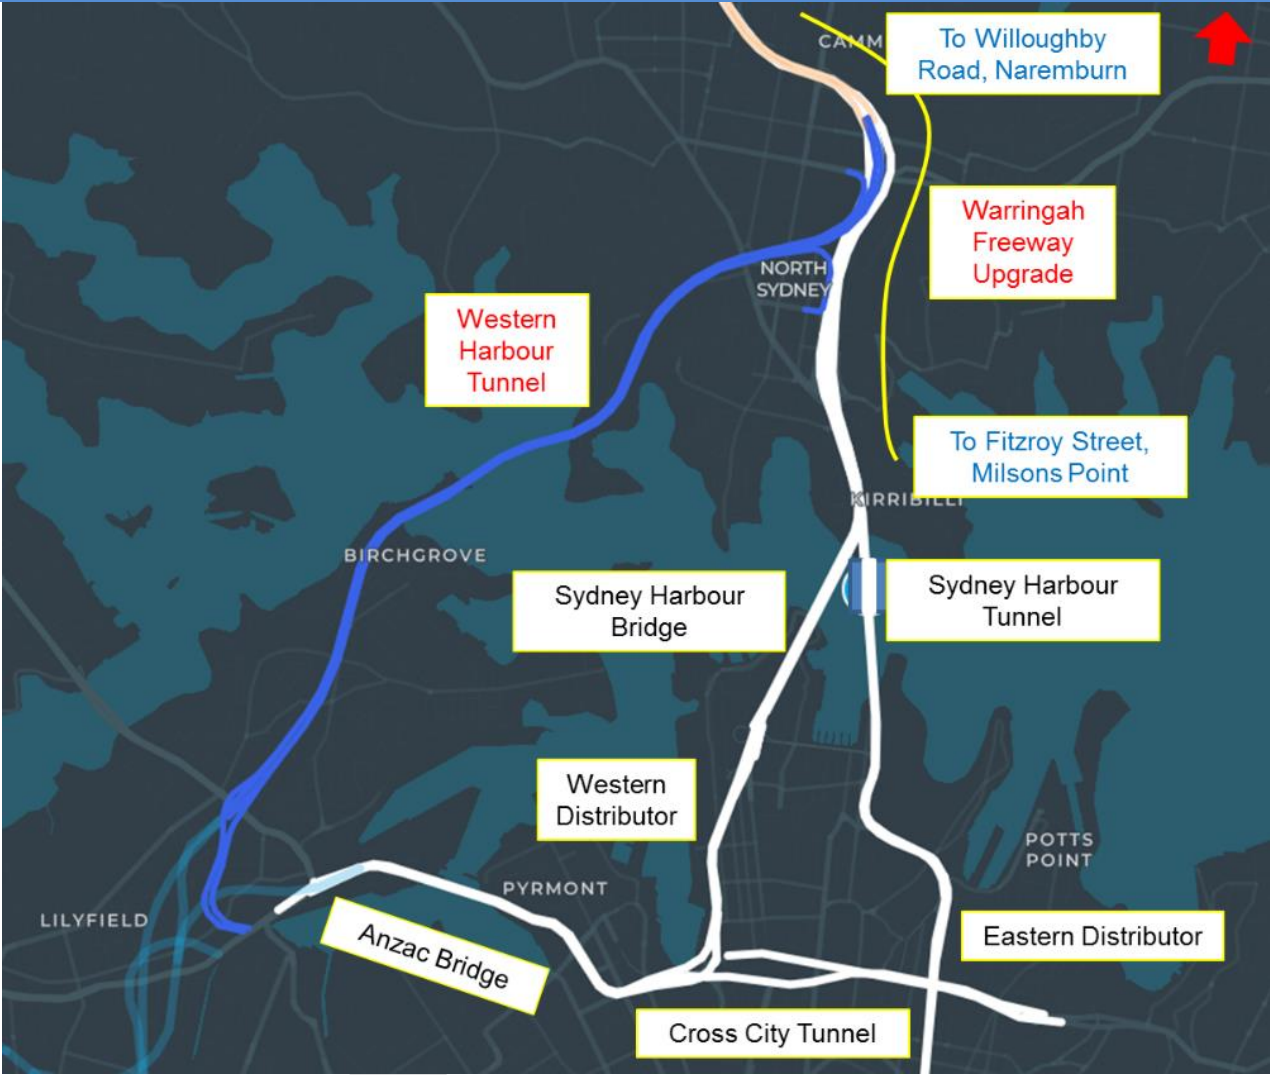 CAMM
To Willoughby
Road, Naremburn
Warringah
Freeway
Upgrade
NORTH
SYDNEY
Western
Harbour
Tunnel
To Fitzroy Street,
Milsons Point
KIRRIBILLI
BIRCHGROVE
Sydney Harbour
Bridge
Sydney Harbour
Tunnel
Western
Distributor
POTTS
POINT
PYRMONT
LILYFIELD
Anzac Bridge
Eastern Distributor
Cross City Tunnel